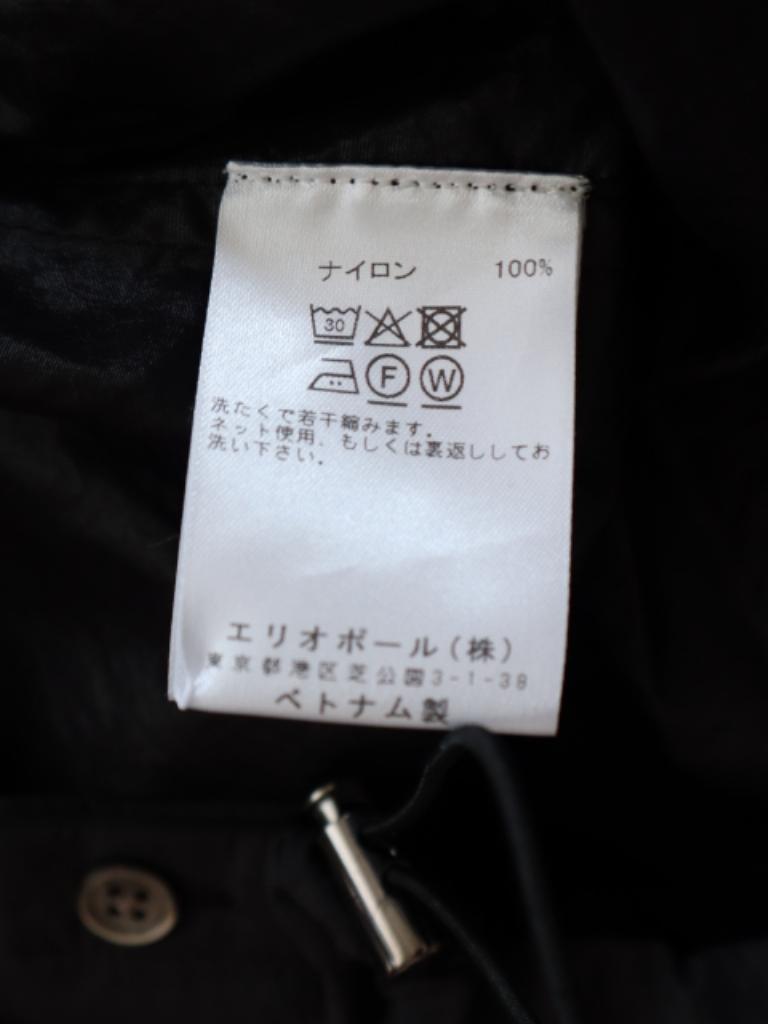 ナイロン 100%
30
F W
洗たくで若干縮みます。
ネット使用、もしくは裏返ししてお
洗い下さい。
エリオポール(株)
東京都港区芝公園3-1-38
ベトナム製